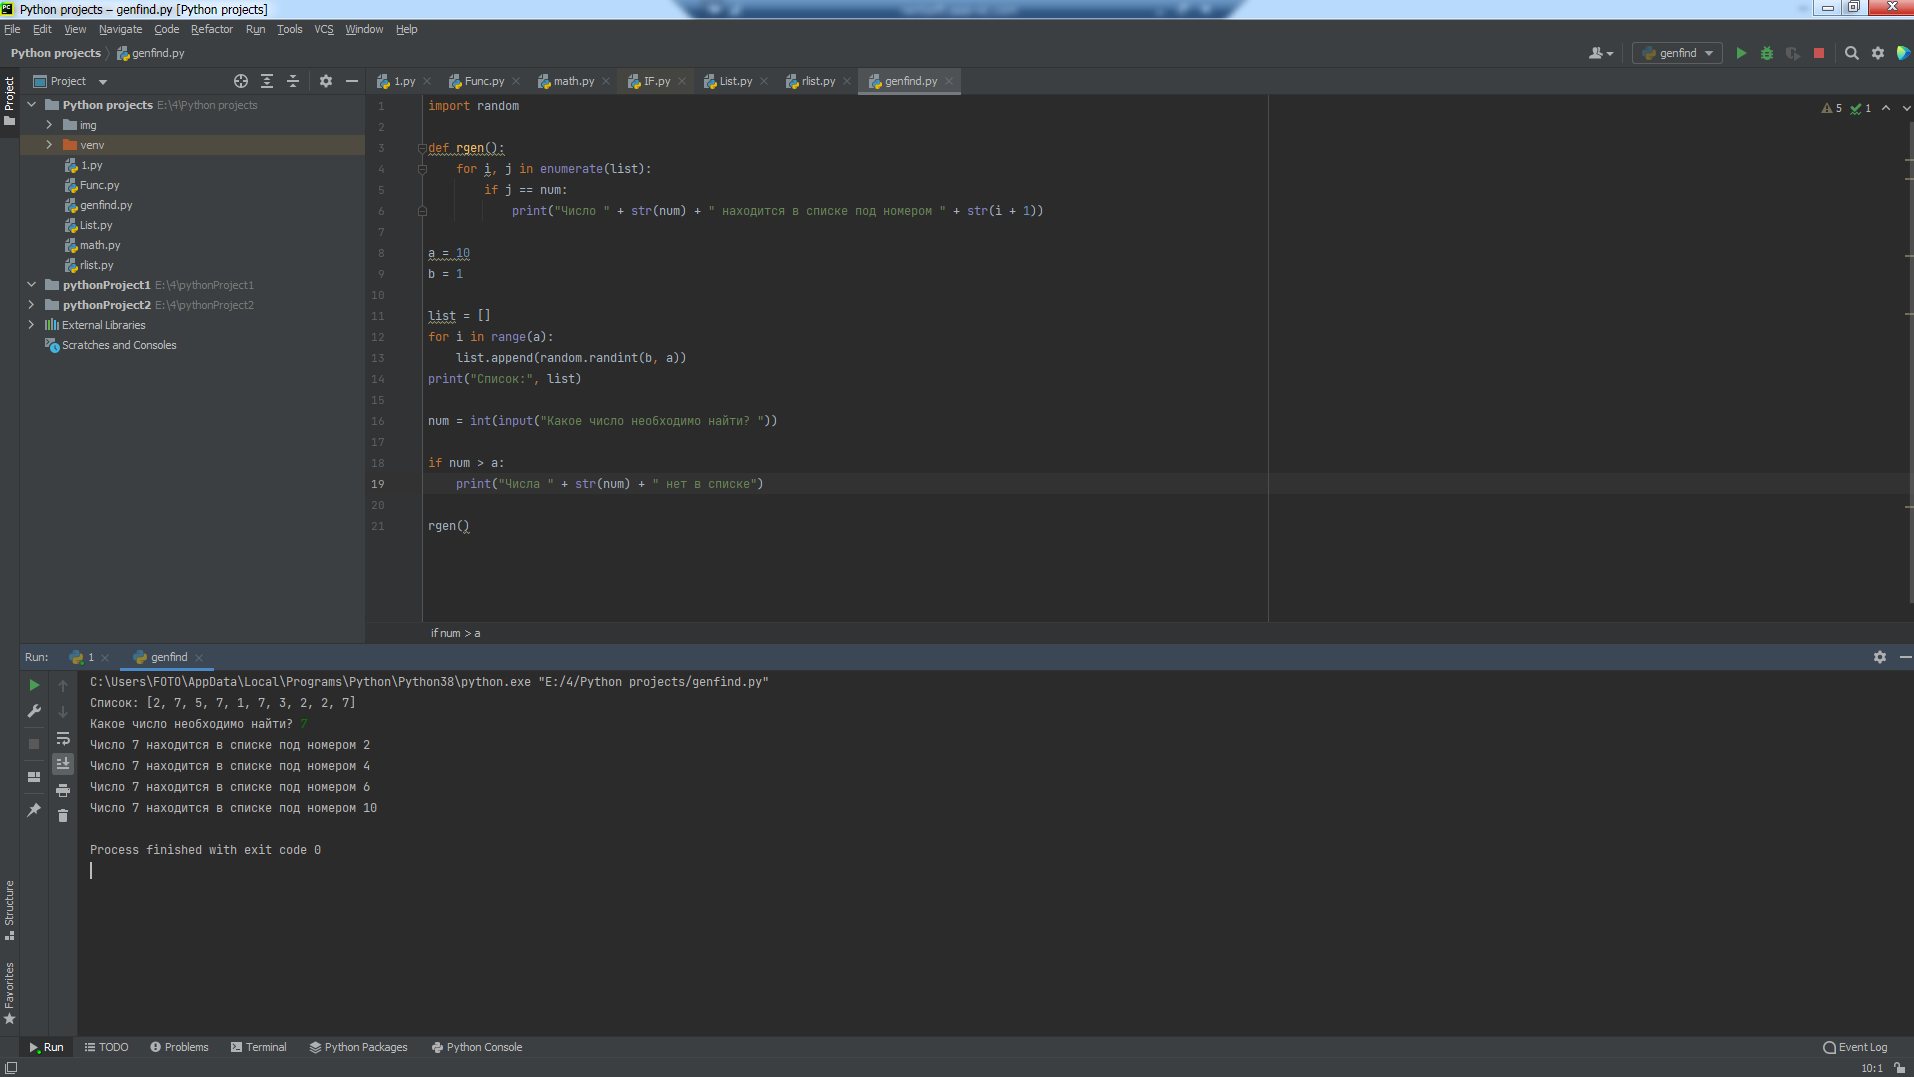 Python projects – genfind.py [Python projects]
File Edit View Navigate Code Refactor Run Tools VCS Window Help
Python projects genfind.py
genfind
Project
1.py Func.py math.py IF.py List.py rlist.py genfind.py
Project
Python projects E:\4\Python projects
img
venv
1.py
Func.py
genfind.py
List.py
math.py
rlist.py
pythonProject1 E:\4\pythonProject1
pythonProject2 E:\4\pythonProject2
External Libraries
Scratches and Consoles
5 1
1 import random
2
3 def rgen():
4 for i, j in enumerate(list):
5 if j == num:
6 print("Число " + str(num) + " находится в списке под номером " + str(i + 1))
7
8 a = 10
9 b = 1
10
11 list = []
12 for i in range(a):
13 list.append(random.randint(b, a))
14 print("Список:", list)
15
16 num = int(input("Какое число необходимо найти? "))
17
18 if num > a:
19 print("Числа " + str(num) + " нет в списке")
20
21 rgen()
if num > a
Run: 1 genfind
C:\Users\FOTO\AppData\Local\Programs\Python\Python38\python.exe "E:/4/Python projects/genfind.py"
Список: [2, 7, 5, 7, 1, 7, 3, 2, 2, 7]
Какое число необходимо найти? 7
Число 7 находится в списке под номером 2
Число 7 находится в списке под номером 4
Число 7 находится в списке под номером 6
Число 7 находится в списке под номером 10
Process finished with exit code 0
Structure
Favorites
Run TODO Problems Terminal Python Packages Python Console
Event Log
10:1